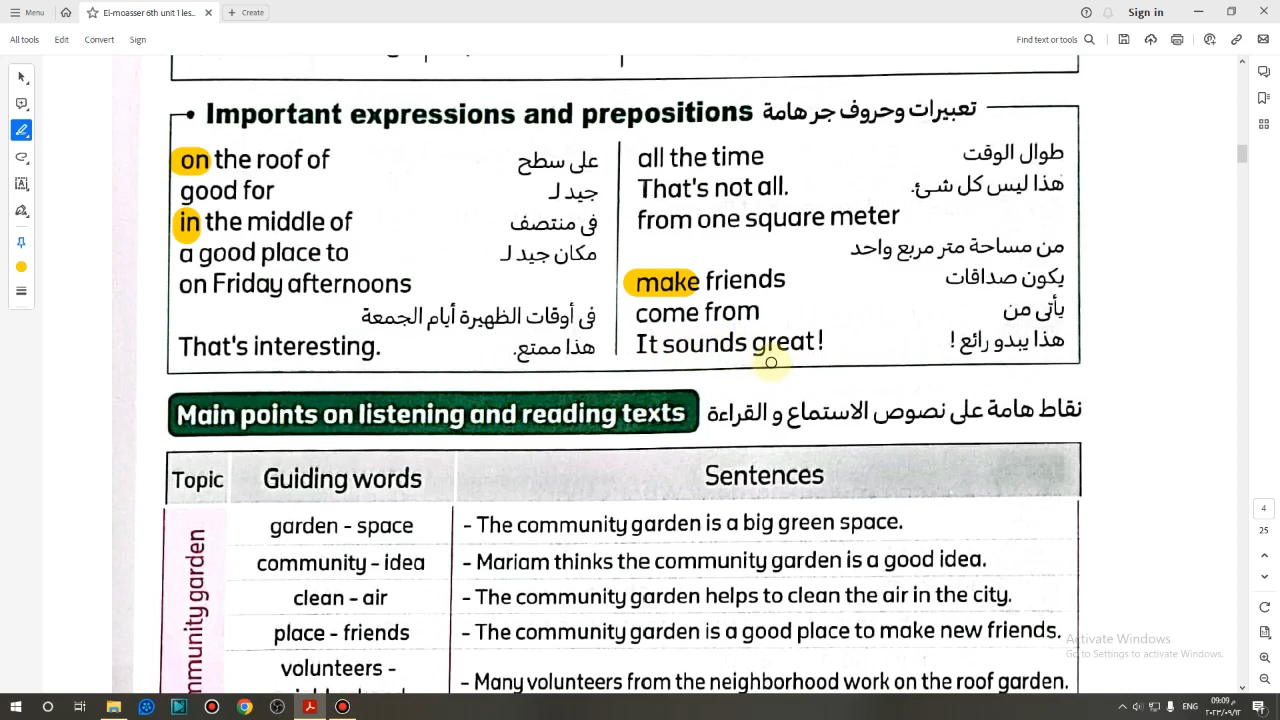 Menu
El-moasser 6th unit 1 les...
Create
Sign in
All tools Edit Convert Sign
Find text or tools
Important expressions and prepositions تعبيرات وحروف جر هامة
on the roof of على سطح
good for جيد لـ
in the middle of فى منتصف
a good place to مكان جيد لـ
on Friday afternoons
فى أوقات الظهيرة أيام الجمعة
That's interesting. هذا ممتع.
all the time طوال الوقت
That's not all. هذا ليس كل شئ.
from one square meter
من مساحة متر مربع واحد
make friends يكون صداقات
come from يأتى من
It sounds great! هذا يبدو رائع !
Main points on listening and reading texts نقاط هامة على نصوص الاستماع و القراءة
Topic Guiding words Sentences
garden - space - The community garden is a big green space.
community - idea - Mariam thinks the community garden is a good idea.
clean - air - The community garden helps to clean the air in the city.
place - friends - The community garden is a good place to make new friends.
volunteers -
- Many volunteers from the neighborhood work on the roof garden.
mmunity garden
4
25
Activate Windows
Go to Settings to activate Windows.
ENG
09:09 م
٢٠٢٣/٠٩/١٣